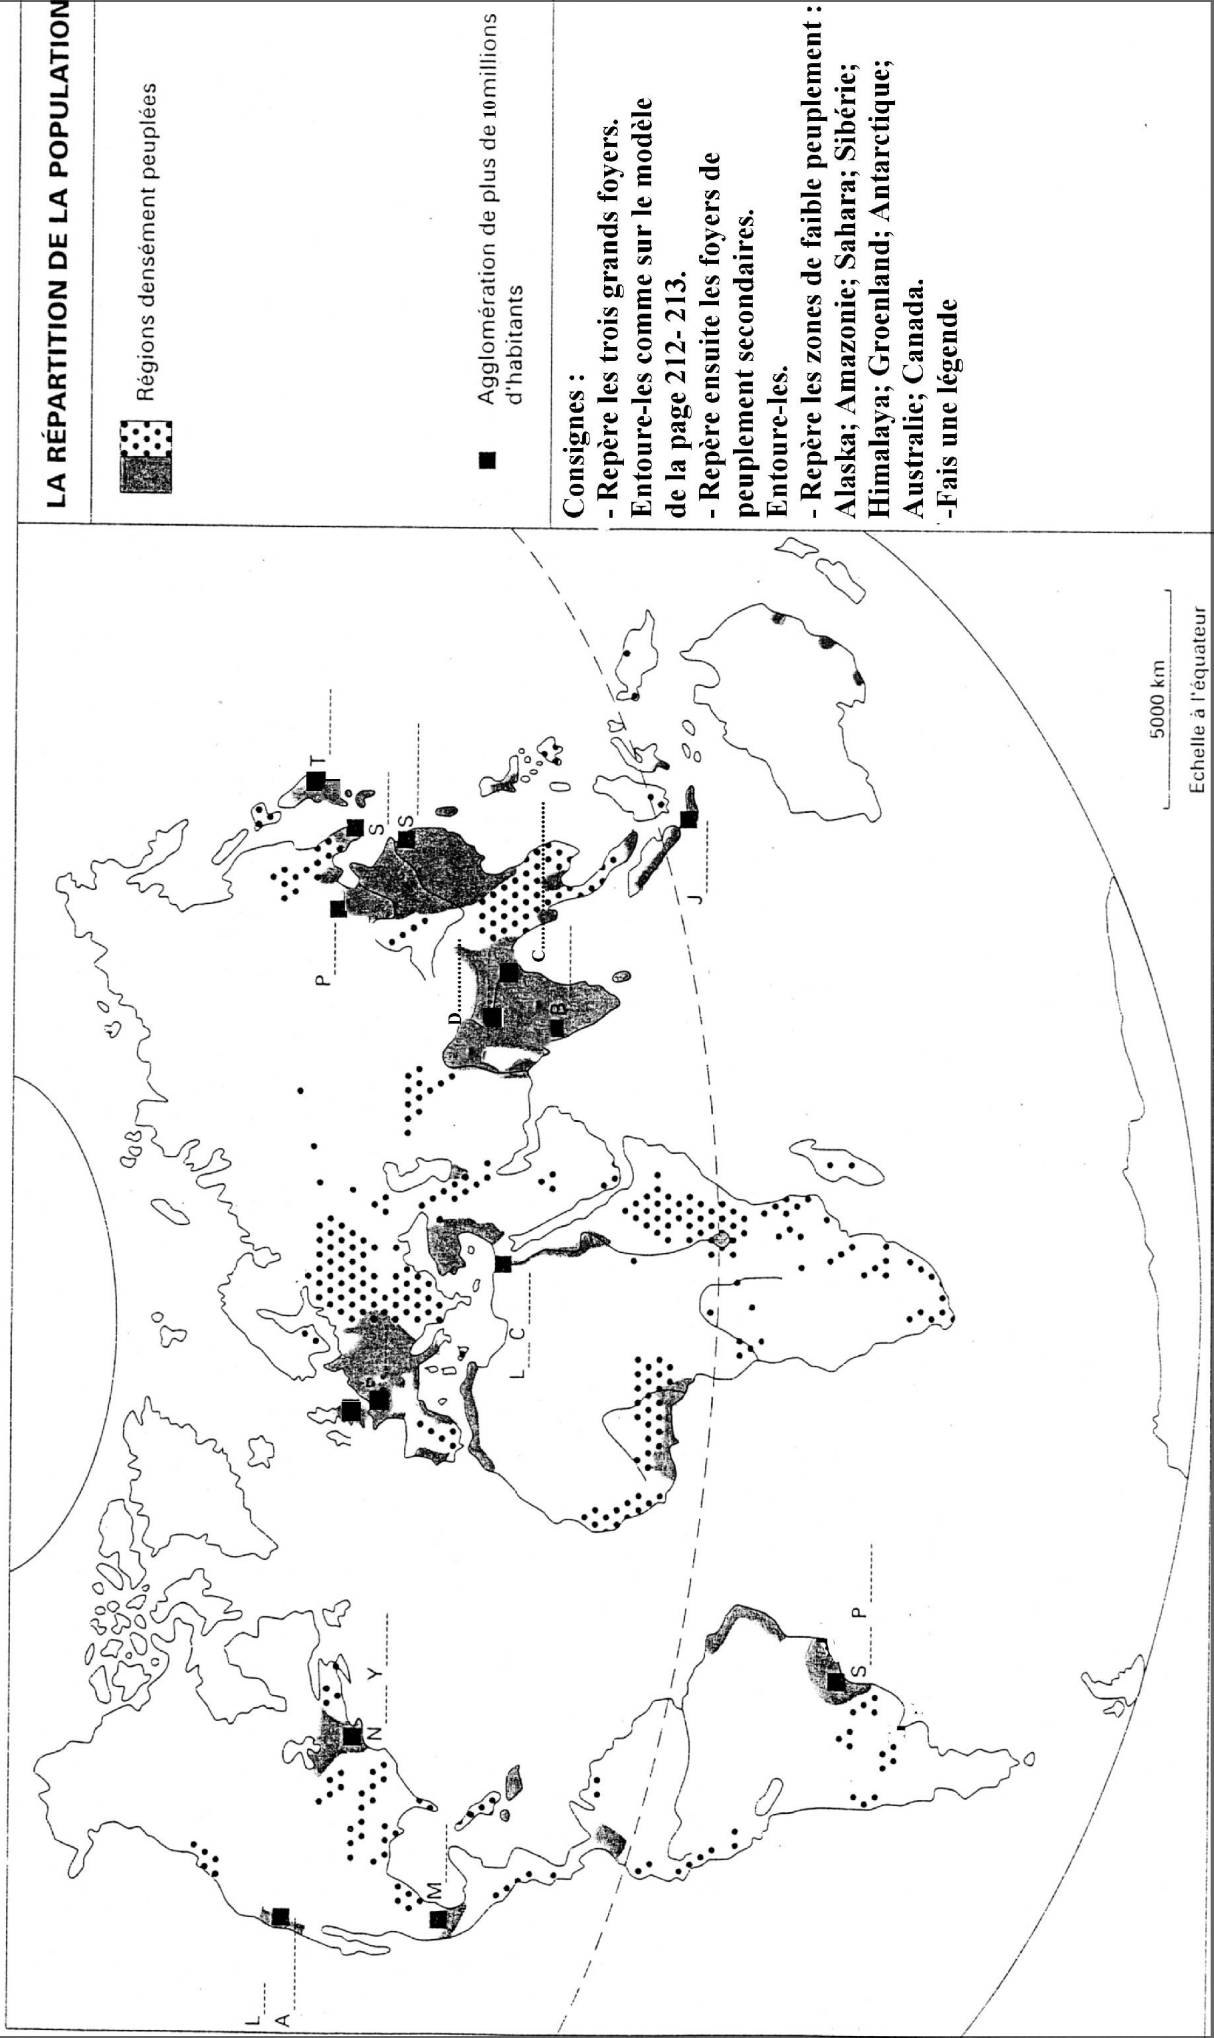 LA RÉPARTITION DE LA POPULATION
Régions densément peuplées
Agglomération de plus de 10 millions
d'habitants
Consignes :
- Repère les trois grands foyers.
Entoure-les comme sur le modèle
de la page 212- 213.
- Repère ensuite les foyers de
peuplement secondaires.
Entoure-les.
- Repère les zones de faible peuplement :
Alaska; Amazonie; Sahara; Sibérie;
Himalaya; Groenland; Antarctique;
Australie; Canada.
-Fais une légende
L
A
N Y
M
S P
L C
P
T
S
S
D
C
B
J
5000 km
Echelle à l'équateur